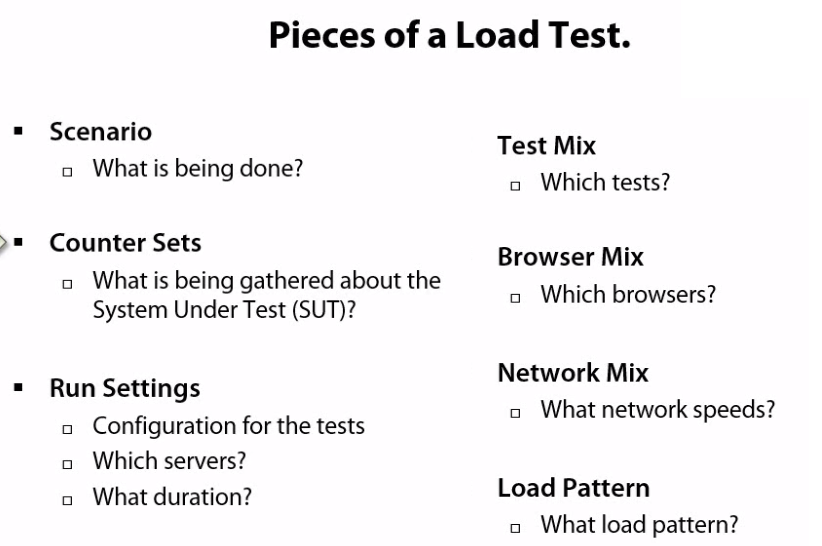 Pieces of a Load Test.
Scenario
What is being done?
Counter Sets
What is being gathered about the
System Under Test (SUT)?
Run Settings
Configuration for the tests
Which servers?
What duration?
Test Mix
Which tests?
Browser Mix
Which browsers?
Network Mix
What network speeds?
Load Pattern
What load pattern?